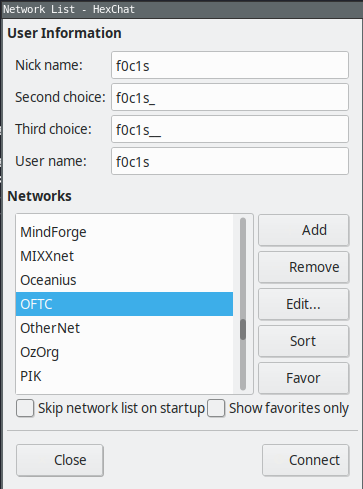 Network List - HexChat
User Information
Nick name: f0c1s
Second choice: f0c1s_
Third choice: f0c1s__
User name: f0c1s
Networks
MindForge
MIXXnet
Oceanius
OFTC
OtherNet
OzOrg
PIK
Add
Remove
Edit...
Sort
Favor
Skip network list on startup
Show favorites only
Close
Connect